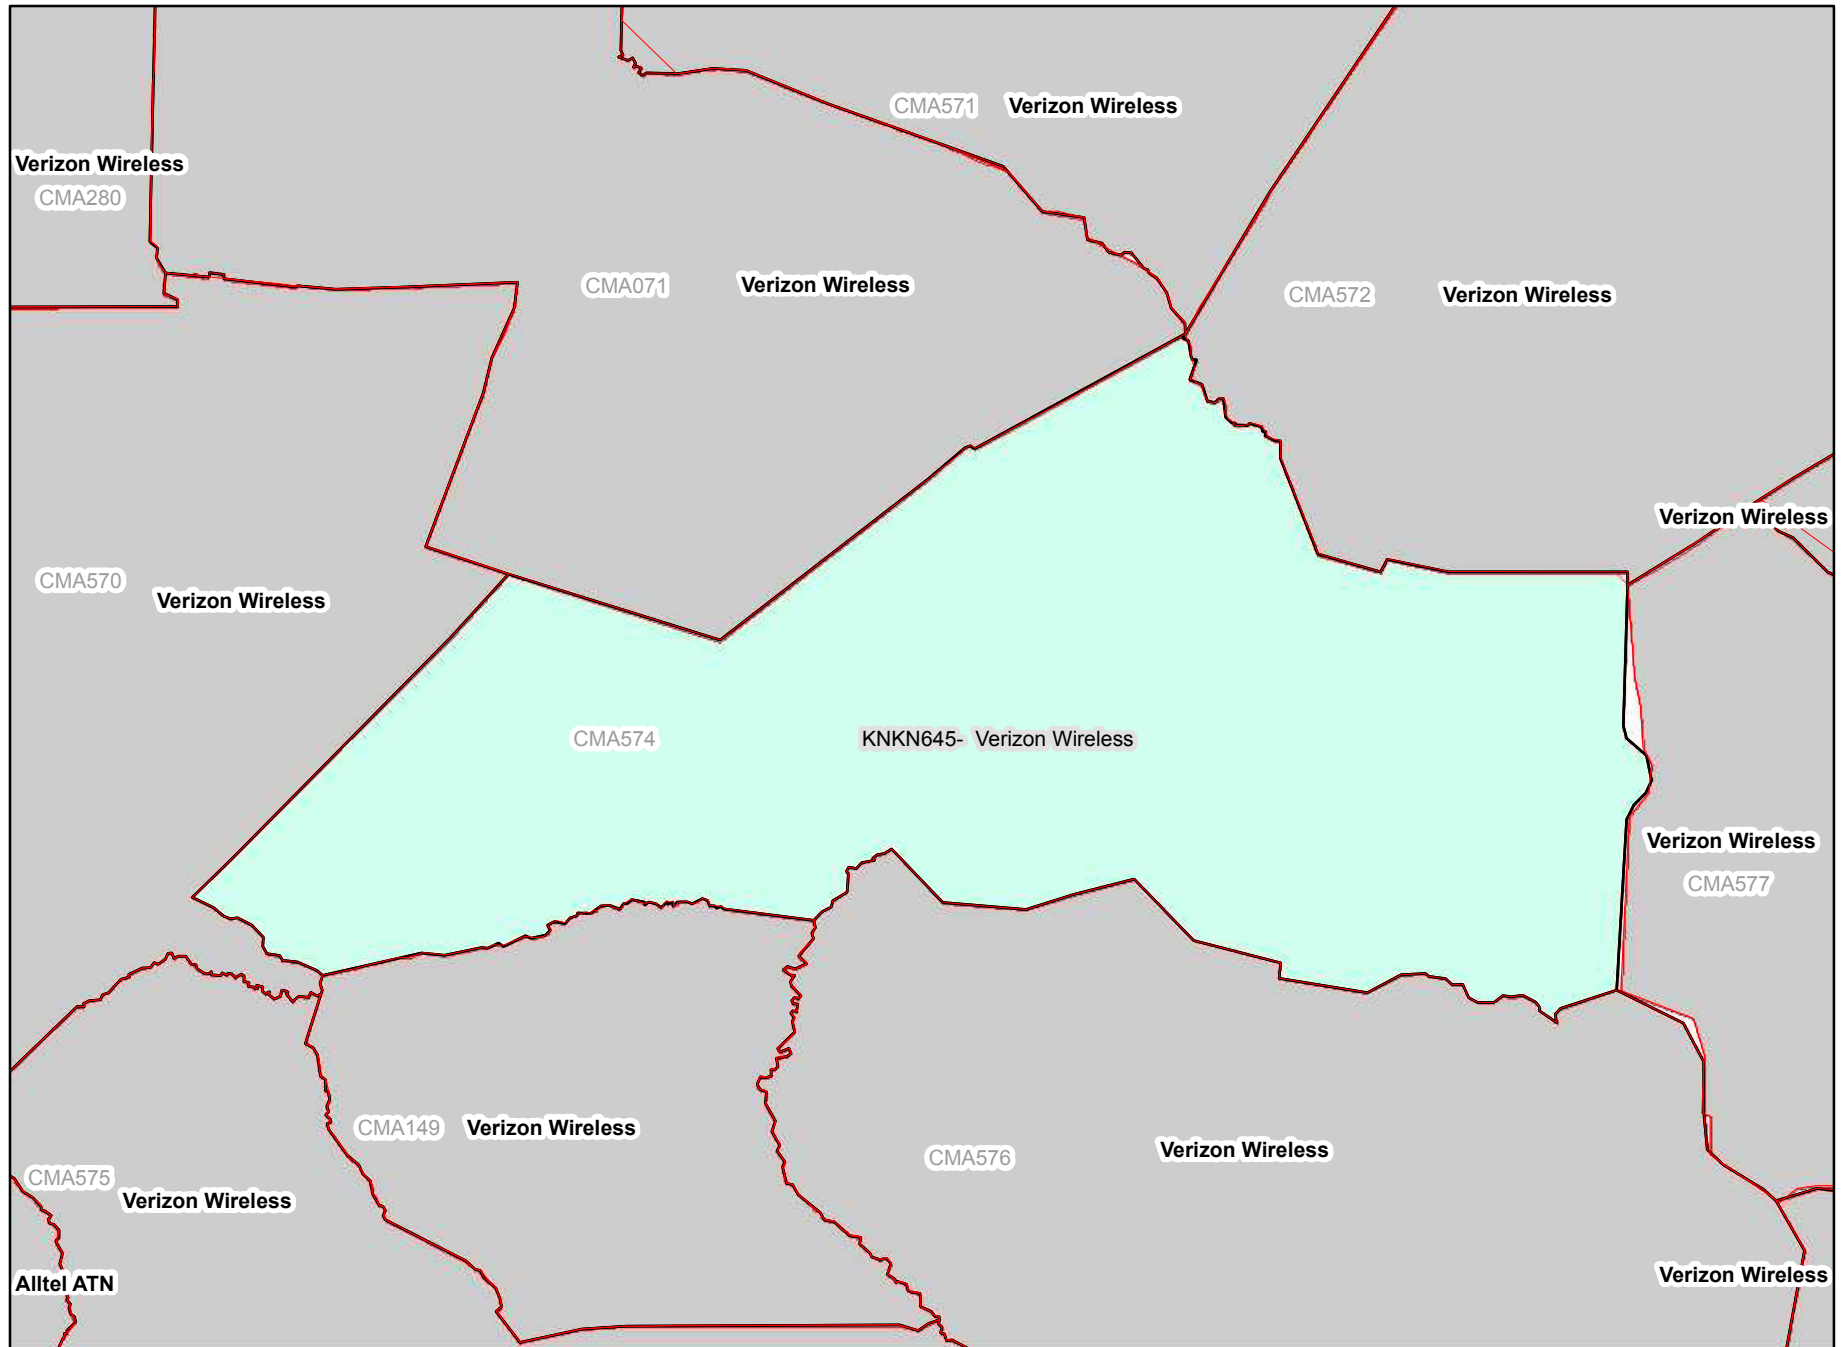 CMA571 Verizon Wireless
Verizon Wireless
CMA280
CMA071 Verizon Wireless
CMA572 Verizon Wireless
Verizon Wireless
CMA570
Verizon Wireless
CMA574 KNKN645- Verizon Wireless
Verizon Wireless
CMA577
CMA149 Verizon Wireless
CMA576 Verizon Wireless
CMA575
Verizon Wireless
Alltel ATN
Verizon Wireless